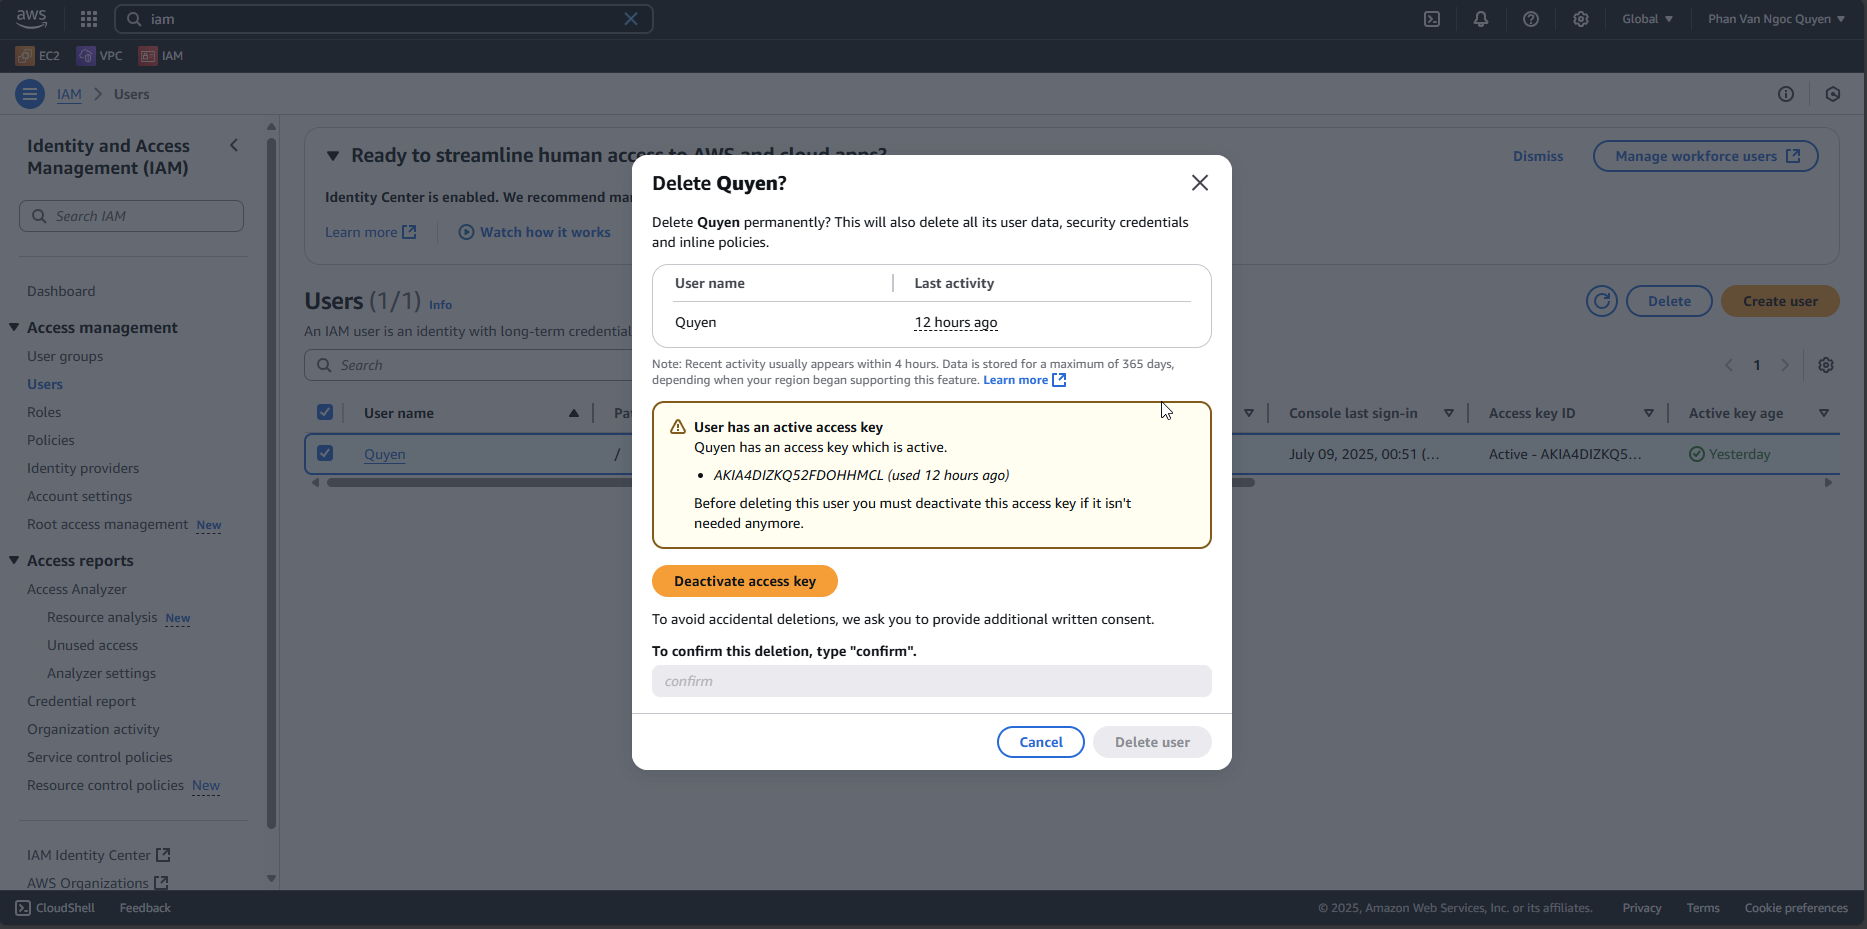 aws
iam
Global
Phan Van Ngoc Quyen
EC2
VPC
IAM
IAM
Users
Identity and Access
Management (IAM)
Search IAM
Dashboard
Access management
User groups
Users
Roles
Policies
Identity providers
Account settings
Root access management New
Access reports
Access Analyzer
Resource analysis New
Unused access
Analyzer settings
Credential report
Organization activity
Service control policies
Resource control policies New
IAM Identity Center
AWS Organizations
Ready to streamline human access to AWS and cloud apps?
Dismiss
Manage workforce users
Identity Center is enabled. We recommend
Learn more
Watch how it works
Users (1/1) Info
Delete
Create user
An IAM user is an identity with long-term credential
Search
1
User name
Pa
Console last sign-in
Access key ID
Active key age
Quyen
/
July 09, 2025, 00:51 (...
Active - AKIA4DIZKQ5...
Yesterday
Delete Quyen?
Delete Quyen permanently? This will also delete all its user data, security credentials
and inline policies.
User name
Last activity
Quyen
12 hours ago
Note: Recent activity usually appears within 4 hours. Data is stored for a maximum of 365 days,
depending when your region began supporting this feature. Learn more
User has an active access key
Quyen has an access key which is active.
• AKIA4DIZKQ52FDOHHMCL (used 12 hours ago)
Before deleting this user you must deactivate this access key if it isn't
needed anymore.
Deactivate access key
To avoid accidental deletions, we ask you to provide additional written consent.
To confirm this deletion, type "confirm".
confirm
Cancel
Delete user
CloudShell
Feedback
© 2025, Amazon Web Services, Inc. or its affiliates.
Privacy
Terms
Cookie preferences